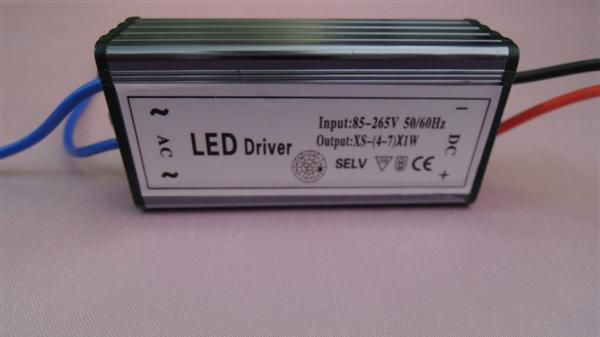 ~ AC ~
LED Driver
Input:85-265V 50/60Hz
Output:XS-(4-7)X1W
SELV CE
- DC +